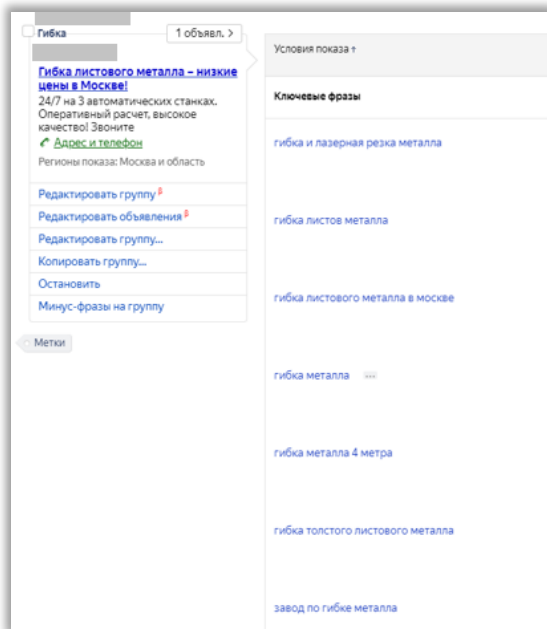 Гибка
1 объявл. >
Гибка листового металла – низкие
цены в Москве!
24/7 на 3 автоматических станках.
Оперативный расчет, высокое
качество! Звоните
Адрес и телефон
Регионы показа: Москва и область
Редактировать группу β
Редактировать объявления β
Редактировать группу...
Копировать группу...
Остановить
Минус-фразы на группу
Метки
Условия показа ↑
Ключевые фразы
гибка и лазерная резка металла
гибка листов металла
гибка листового металла в москве
гибка металла ...
гибка металла 4 метра
гибка толстого листового металла
завод по гибке металла